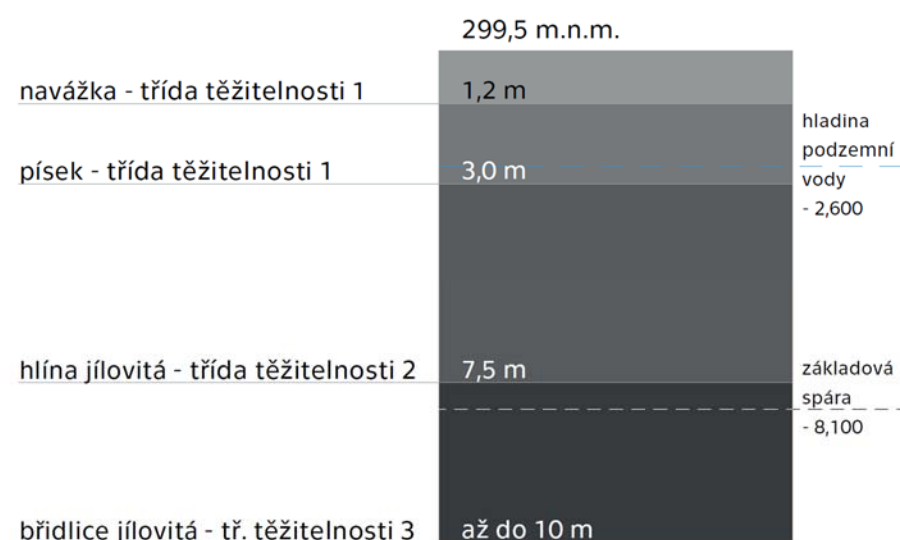 299,5 m.n.m.
navážka - třída těžitelnosti 1
1,2 m
hladina
podzemní
vody
- 2,600
písek - třída těžitelnosti 1
3,0 m
hlína jílovitá - třída těžitelnosti 2
7,5 m
základová
spára
- 8,100
břidlice jílovitá - tř. těžitelnosti 3
až do 10 m